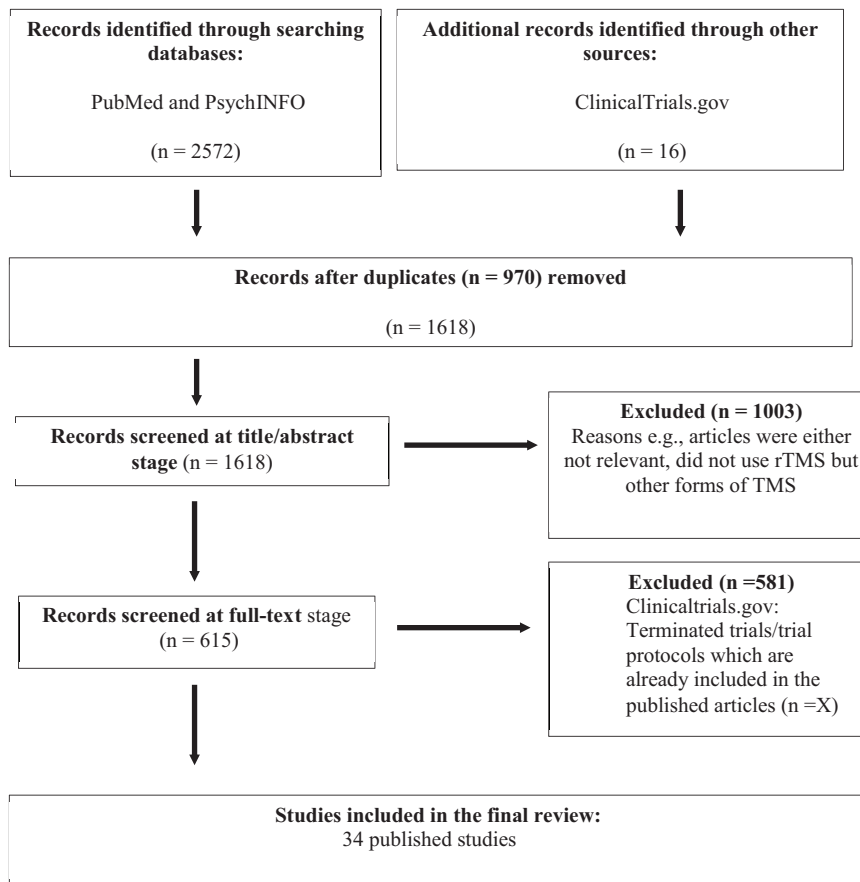 Records identified through searching
databases:
PubMed and PsychINFO
(n = 2572)
Additional records identified through other
sources:
ClinicalTrials.gov
(n = 16)
Records after duplicates (n = 970) removed
(n = 1618)
Records screened at title/abstract
stage (n = 1618)
Excluded (n = 1003)
Reasons e.g., articles were either
not relevant, did not use rTMS but
other forms of TMS
Records screened at full-text stage
(n = 615)
Excluded (n =581)
Clinicaltrials.gov:
Terminated trials/trial
protocols which are
already included in the
published articles (n =X)
Studies included in the final review:
34 published studies